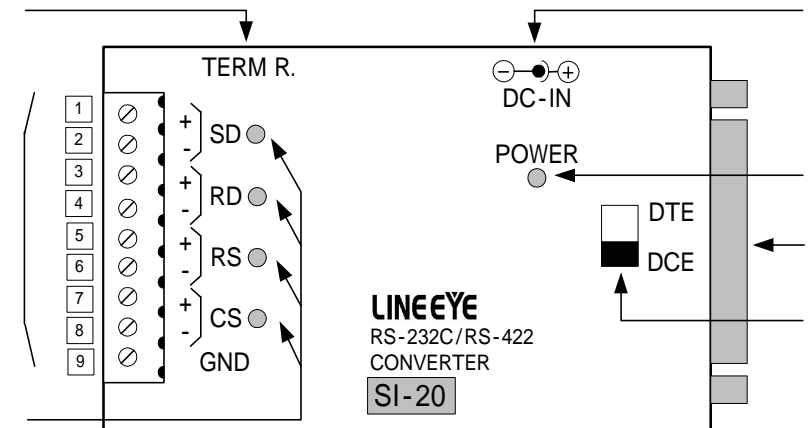 TERM R.
DC-IN
1
+
SD
2
-
POWER
3
+
RD
4
-
DTE
5
+
RS
6
-
DCE
7
+
CS
8
-
9
GND
LINEEYE
RS-232C/RS-422
CONVERTER
SI-20